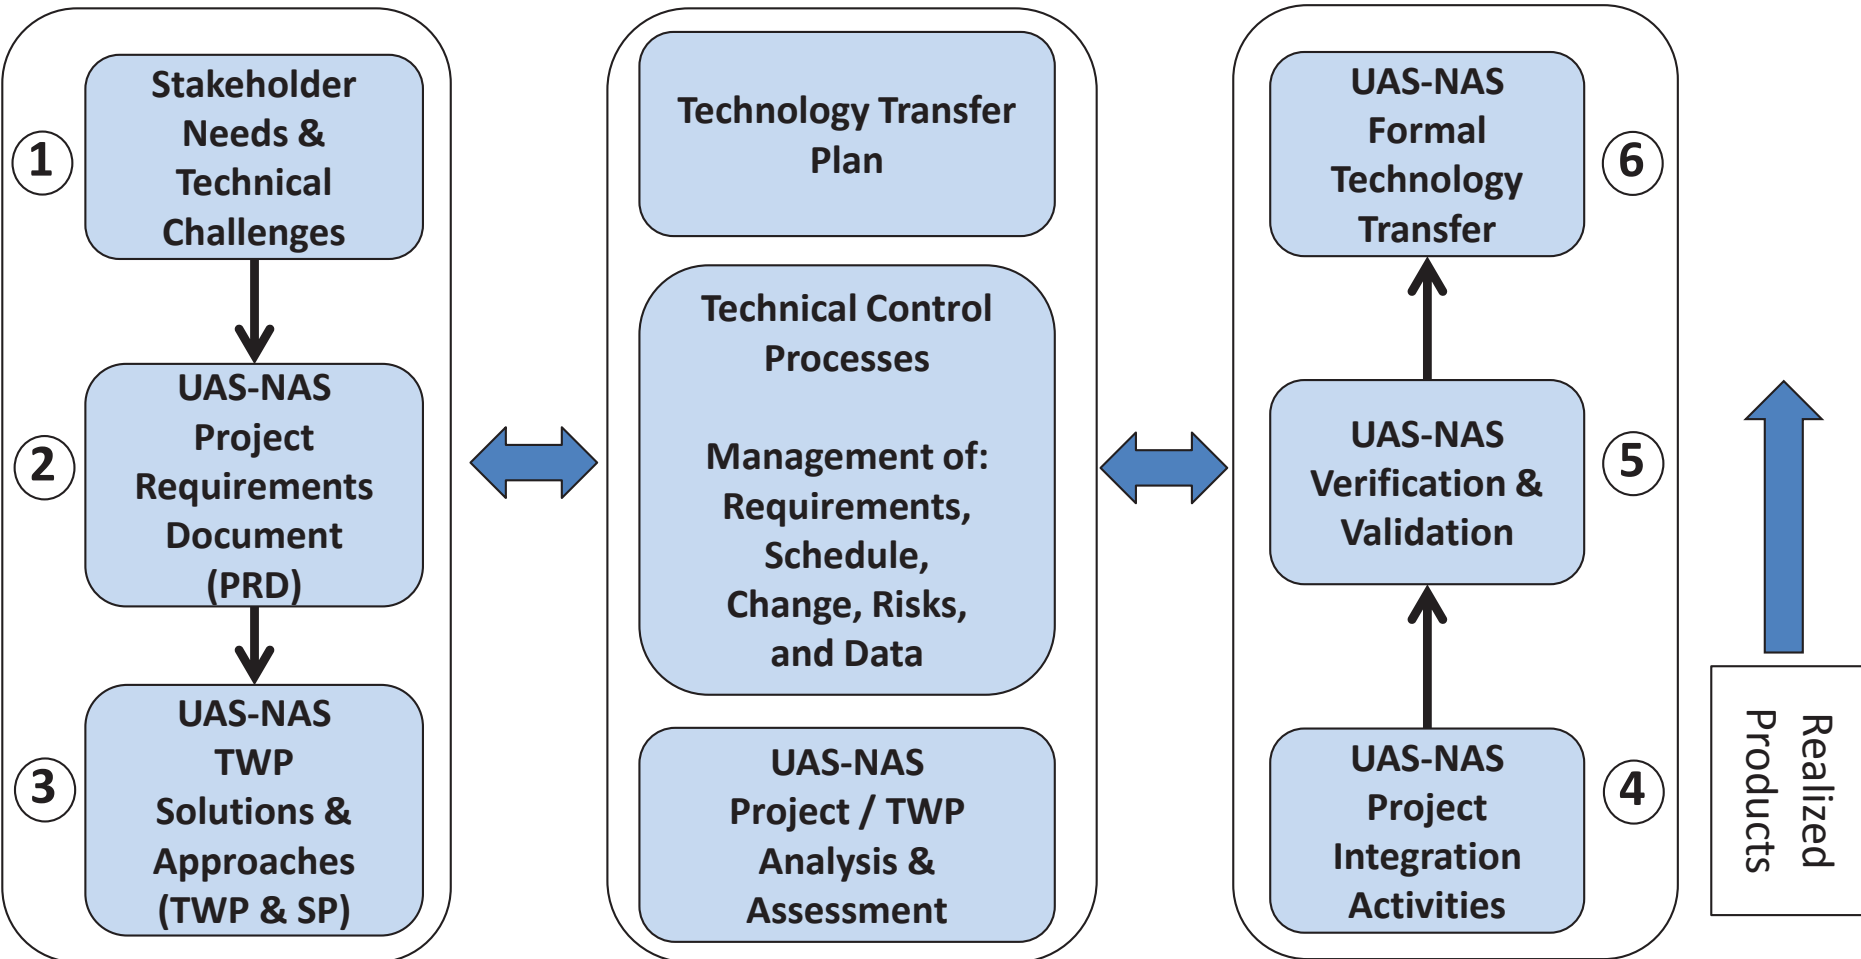 1
Stakeholder
Needs &
Technical
Challenges
2
UAS-NAS
Project
Requirements
Document
(PRD)
3
UAS-NAS
TWP
Solutions &
Approaches
(TWP & SP)
Technology Transfer
Plan
Technical Control
Processes
Management of:
Requirements,
Schedule,
Change, Risks,
and Data
UAS-NAS
Project / TWP
Analysis &
Assessment
UAS-NAS
Formal
Technology
Transfer
6
UAS-NAS
Verification &
Validation
5
UAS-NAS
Project
Integration
Activities
4
Realized
Products